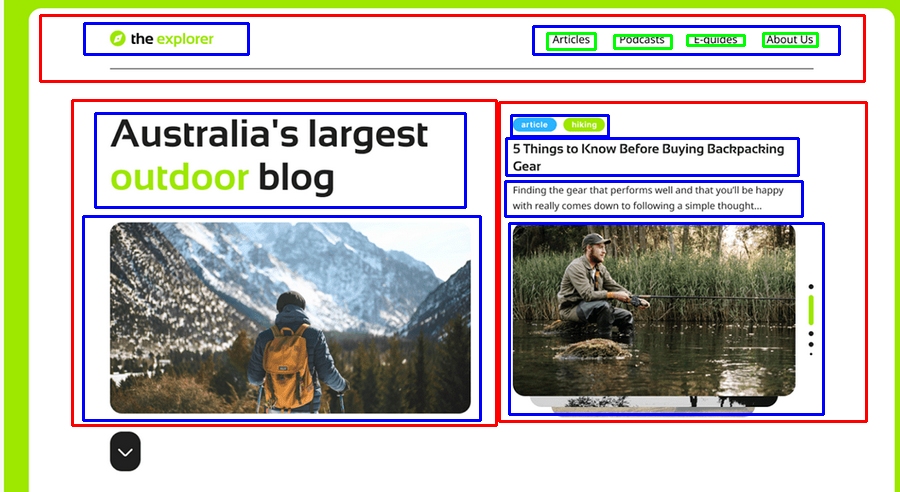 the explorer
Articles Podcasts E-guides About Us
Australia's largest
outdoor blog
article hiking
5 Things to Know Before Buying Backpacking
Gear
Finding the gear that performs well and that you'll be happy
with really comes down to following a simple thought...